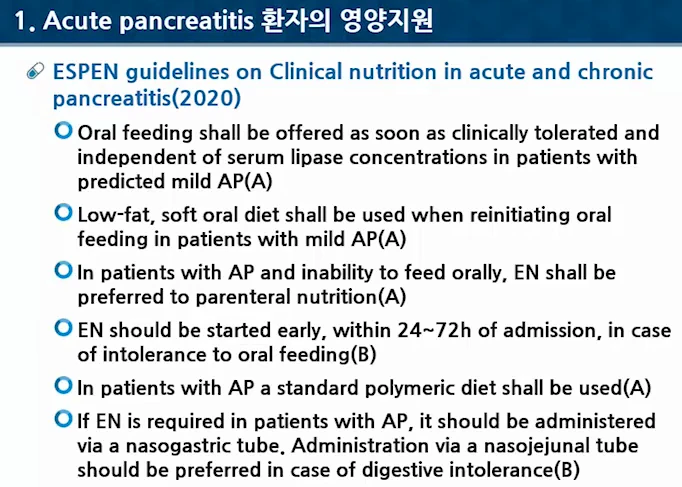 1. Acute pancreatitis 환자의 영양지원
ESPEN guidelines on Clinical nutrition in acute and chronic
pancreatitis(2020)
Oral feeding shall be offered as soon as clinically tolerated and
independent of serum lipase concentrations in patients with
predicted mild AP(A)
Low-fat, soft oral diet shall be used when reinitiating oral
feeding in patients with mild AP(A)
In patients with AP and inability to feed orally, EN shall be
preferred to parenteral nutrition(A)
EN should be started early, within 24~72h of admission, in case
of intolerance to oral feeding(B)
In patients with AP a standard polymeric diet shall be used(A)
If EN is required in patients with AP, it should be administered
via a nasogastric tube. Administration via a nasojejunal tube
should be preferred in case of digestive intolerance(B)